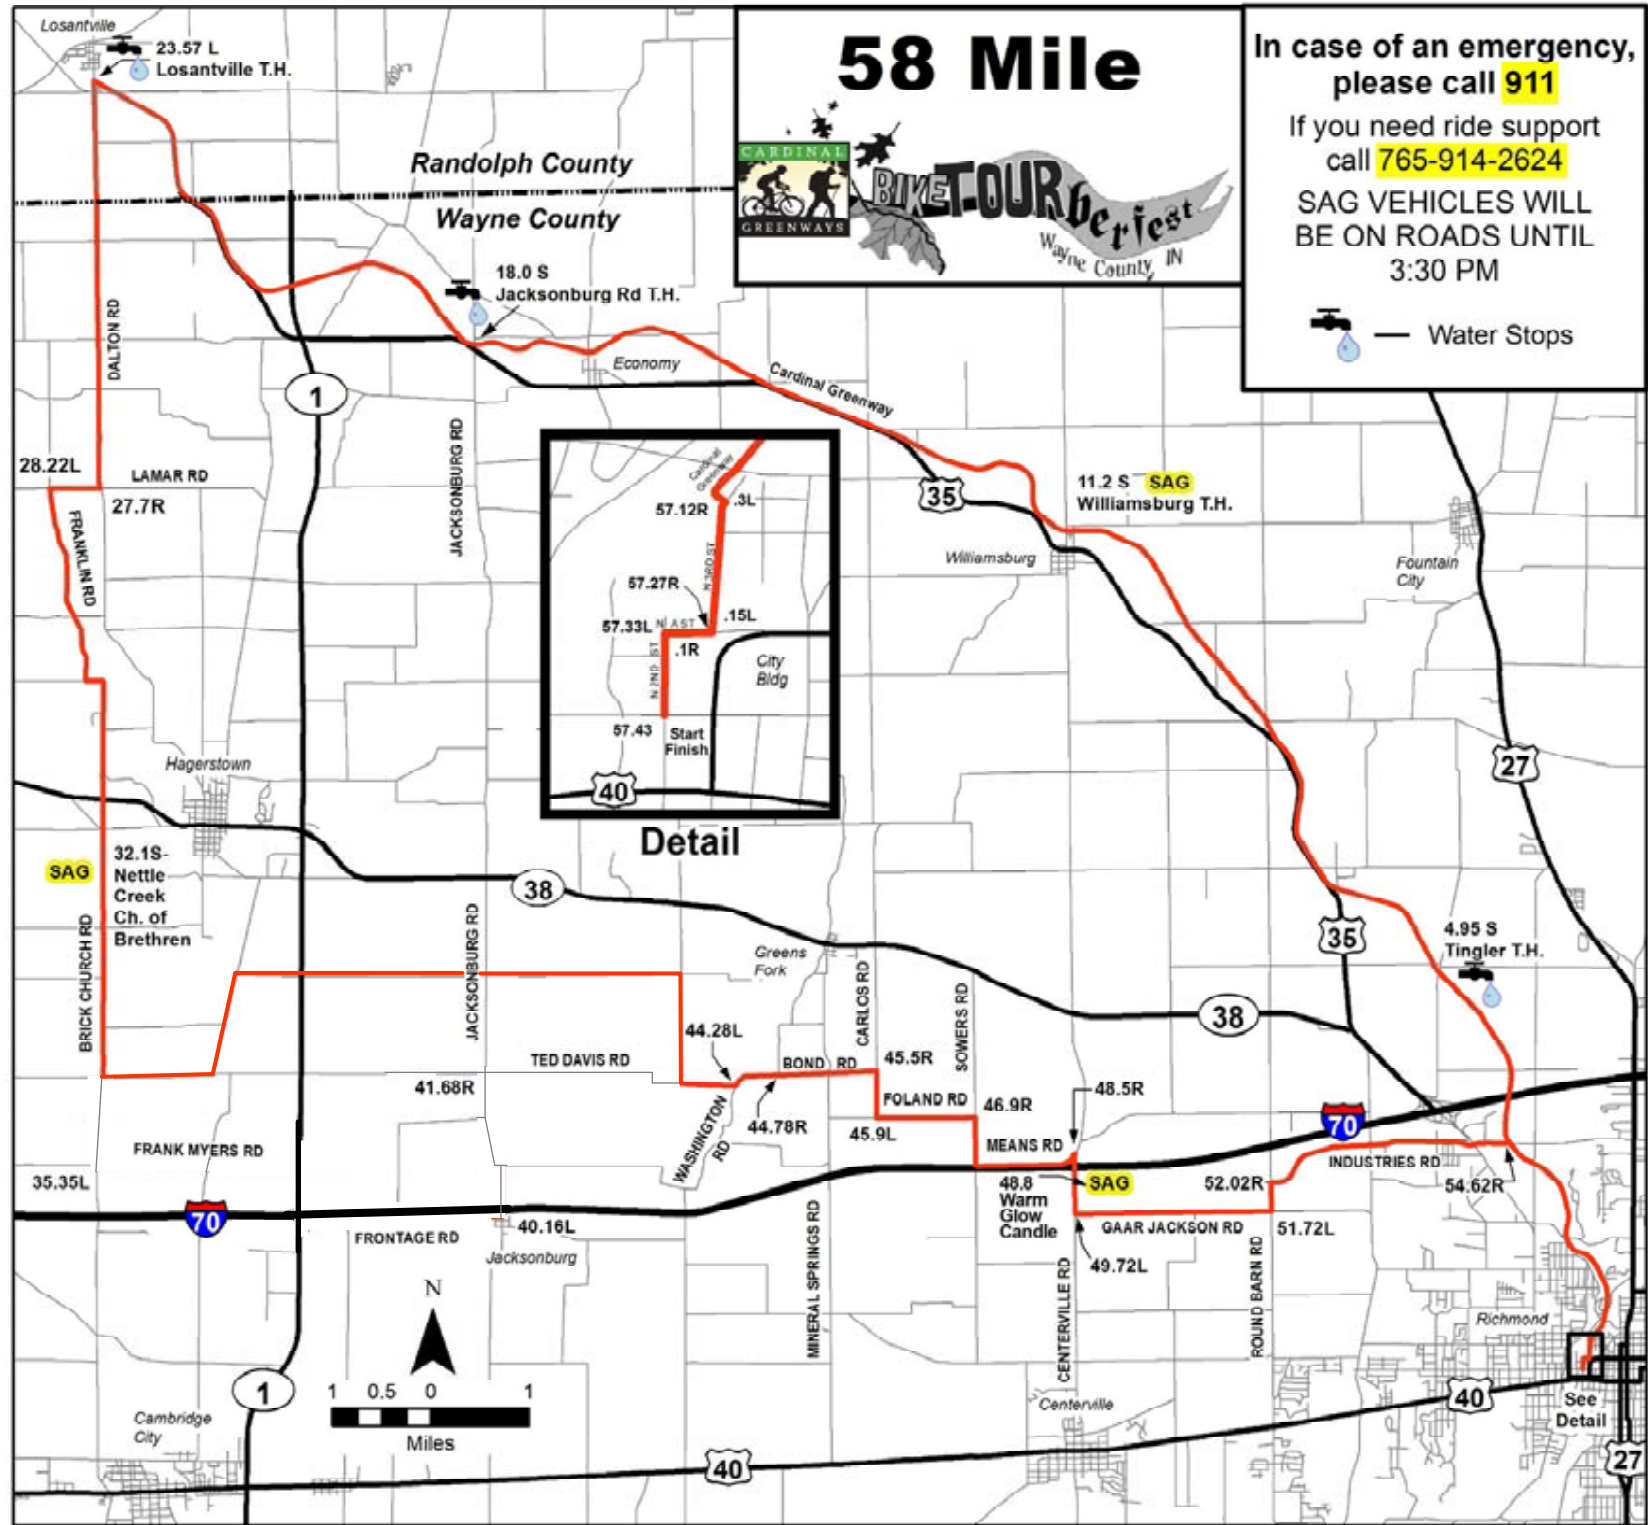 Losantville
23.57 L
Losantville T.H.
58 Mile
CARDINAL
GREENWAYS
BIKE TOURberfest
Wayne County, IN
In case of an emergency,
please call 911
If you need ride support
call 765-914-2624
SAG VEHICLES WILL
BE ON ROADS UNTIL
3:30 PM
— Water Stops
Randolph County
Wayne County
18.0 S
Jacksonburg Rd T.H.
DALTON RD
Economy
Cardinal Greenway
1
JACKSONBURG RD
28.22L
LAMAR RD
27.7R
FRANKLIN RD
35
11.2 S SAG
Williamsburg T.H.
Williamsburg
Fountain
City
27
Cardinal
Greenway
.3L
57.12R
N 3RD ST
57.27R
.15L
57.33L
N A ST
.1R
N 2ND ST
City
Bldg
57.43
Start
Finish
40
Detail
Hagerstown
SAG
32.1S-
Nettle
Creek
Ch. of
Brethren
BRICK CHURCH RD
38
JACKSONBURG RD
Greens
Fork
CARLOS RD
SOWERS RD
38
35
4.95 S
Tingler T.H.
44.28L
TED DAVIS RD
41.68R
BOND RD
45.5R
WASHINGTON
RD
44.78R
FOLAND RD
45.9L
46.9R
48.5R
MEANS RD
70
INDUSTRIES RD
FRANK MYERS RD
35.35L
48.8
Warm
Glow
Candle
SAG
52.02R
54.62R
70
FRONTAGE RD
40.16L
Jacksonburg
GAAR JACKSON RD
51.72L
49.72L
MINERAL SPRINGS RD
CENTERVILLE RD
ROUND BARN RD
Richmond
N
1 0.5 0 1
Miles
1
Cambridge
City
Centerville
40
40
See
Detail
27